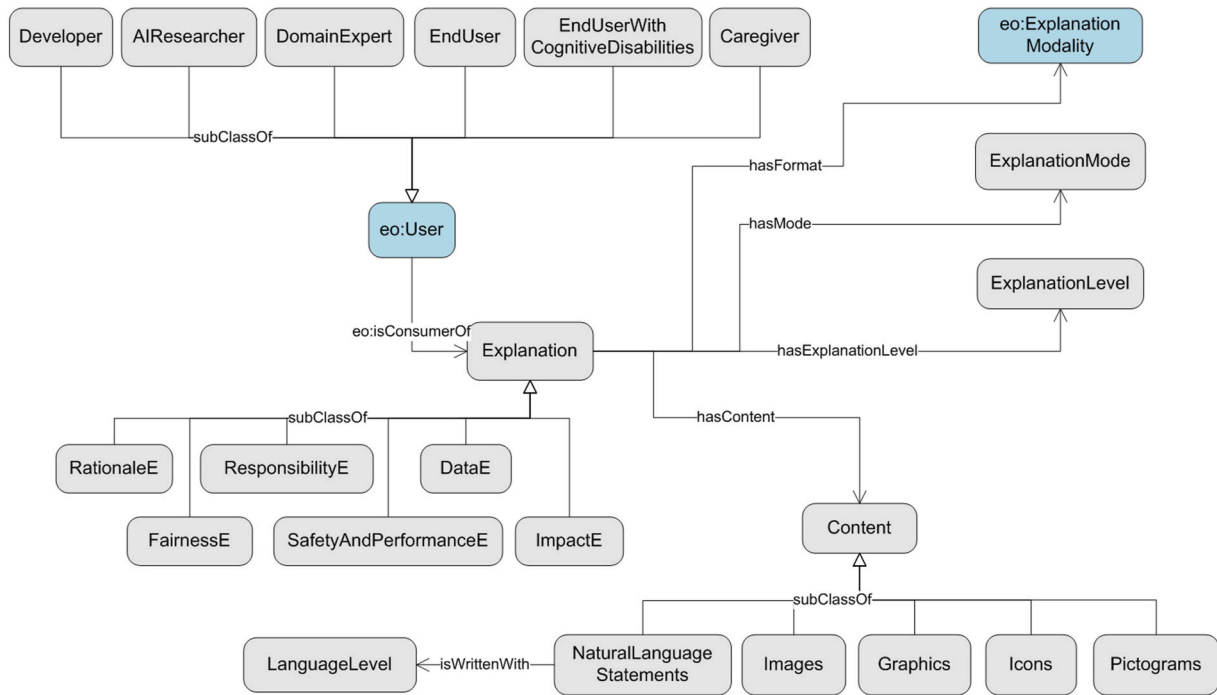 Developer
AIResearcher
DomainExpert
EndUser
EndUserWith
CognitiveDisabilities
Caregiver
eo:Explanation
Modality
subClassOf
hasFormat
ExplanationMode
eo:User
hasMode
ExplanationLevel
eo:isConsumerOf
Explanation
hasExplanationLevel
subClassOf
hasContent
RationaleE
ResponsibilityE
DataE
FairnessE
SafetyAndPerformanceE
ImpactE
Content
subClassOf
LanguageLevel
isWrittenWith
NaturalLanguage
Statements
Images
Graphics
Icons
Pictograms